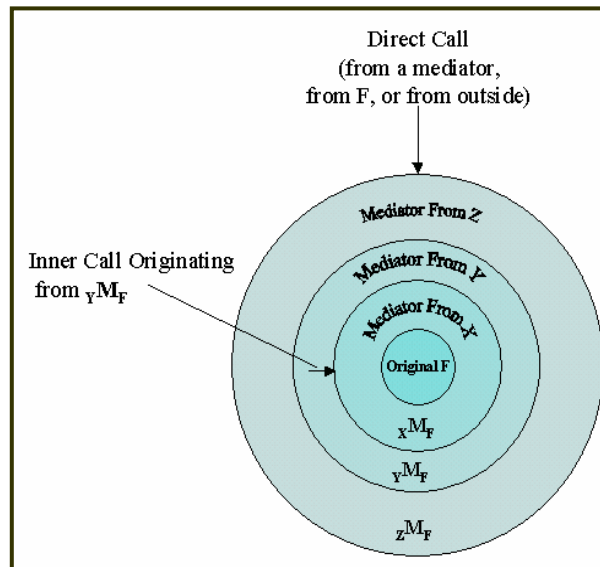 Direct Call
(from a mediator,
from F, or from outside)
Mediator From Z
Inner Call Originating
from YMF
Mediator From Y
Mediator From X
Original F
XMF
YMF
ZMF